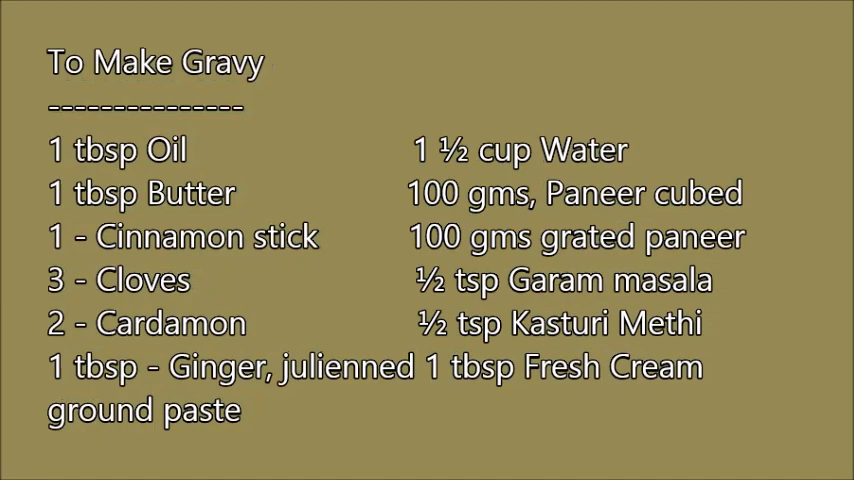 To Make Gravy
---------------
1 tbsp Oil 1 ½ cup Water
1 tbsp Butter 100 gms, Paneer cubed
1 - Cinnamon stick 100 gms grated paneer
3 - Cloves ½ tsp Garam masala
2 - Cardamon ½ tsp Kasturi Methi
1 tbsp - Ginger, julienned 1 tbsp Fresh Cream
ground paste